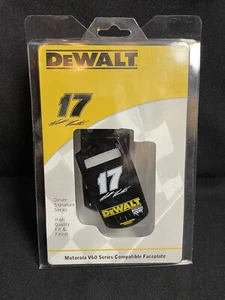 DEWALT
17
Driver
Signature
Series
High
Quality
Fit &
Finish
17
DEWALT
Motorola V60 Series Compatible Faceplate